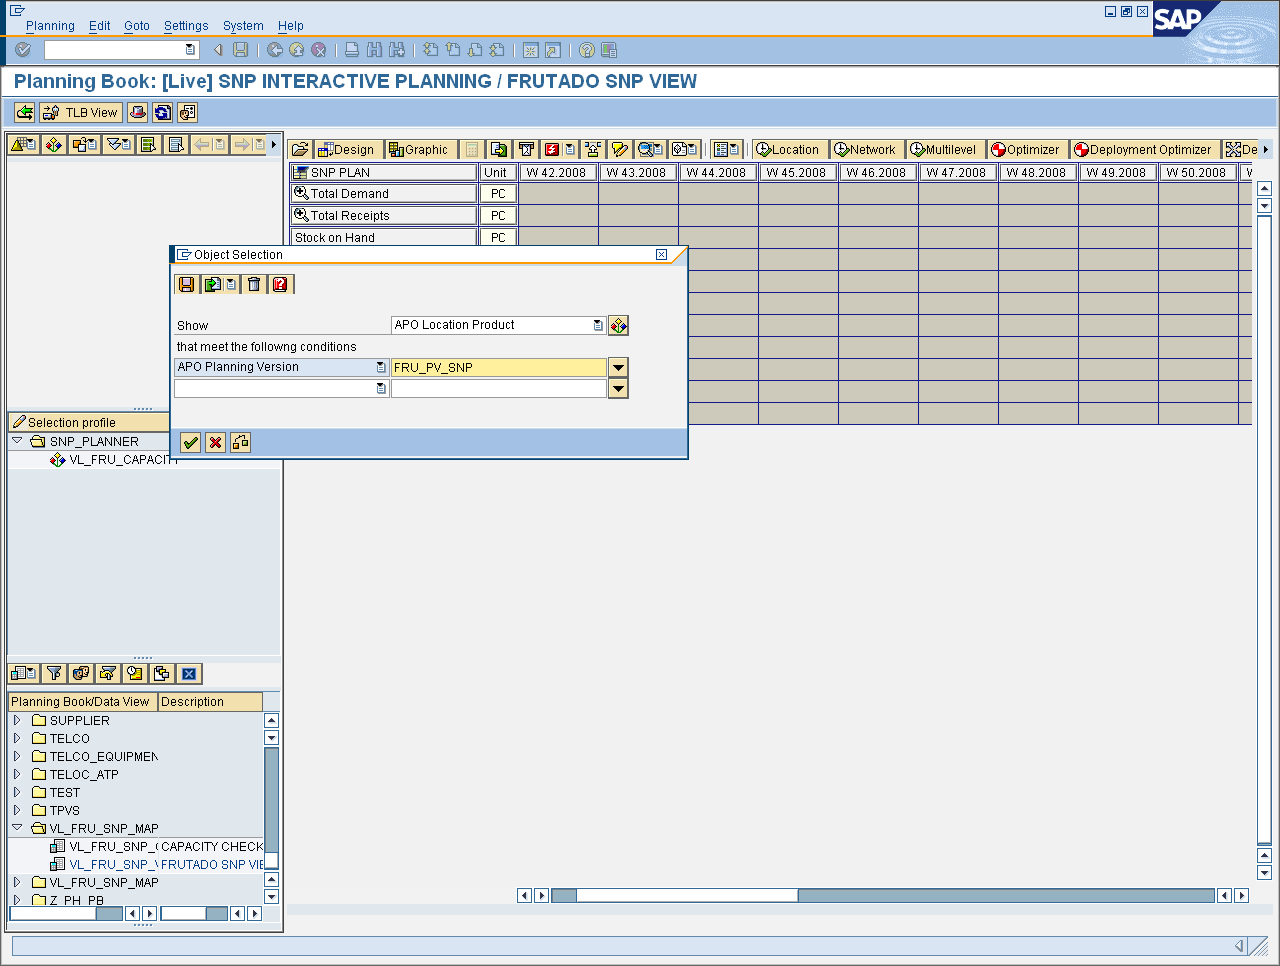 Planning Edit Goto Settings System Help
SAP
Planning Book: [Live] SNP INTERACTIVE PLANNING / FRUTADO SNP VIEW
TLB View
Design Graphic Location Network Multilevel Optimizer Deployment Optimizer De
SNP PLAN Unit W 42.2008 W 43.2008 W 44.2008 W 45.2008 W 46.2008 W 47.2008 W 48.2008 W 49.2008 W 50.2008
Total Demand PC
Total Receipts PC
Stock on Hand PC
Object Selection
Show APO Location Product
that meet the followng conditions
APO Planning Version FRU_PV_SNP
Selection profile
SNP_PLANNER
VL_FRU_CAPACITY
Planning Book/Data View Description
SUPPLIER
TELCO
TELCO_EQUIPMEN
TELOC_ATP
TEST
TPVS
VL_FRU_SNP_MAP
VL_FRU_SNP_( CAPACITY CHECK
VL_FRU_SNP_\ FRUTADO SNP VIE
VL_FRU_SNP_MAP
Z_PH_PB